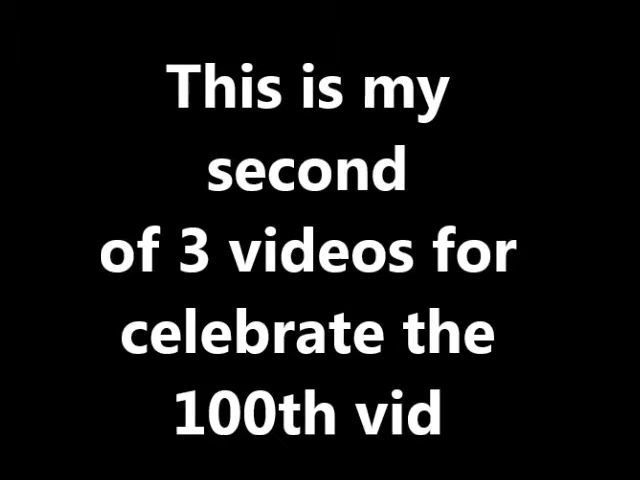 This is my
second
of 3 videos for
celebrate the
100th vid